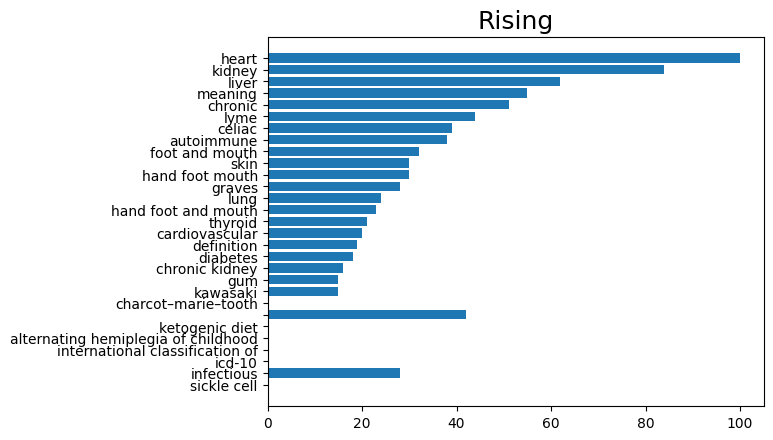 Rising
heart
kidney
liver
meaning
chronic
lyme
celiac
autoimmune
foot and mouth
skin
hand foot mouth
graves
lung
hand foot and mouth
thyroid
cardiovascular
definition
diabetes
chronic kidney
gum
kawasaki
charcot–marie–tooth
ketogenic diet
alternating hemiplegia of childhood
international classification of
icd-10
infectious
sickle cell
0 20 40 60 80 100